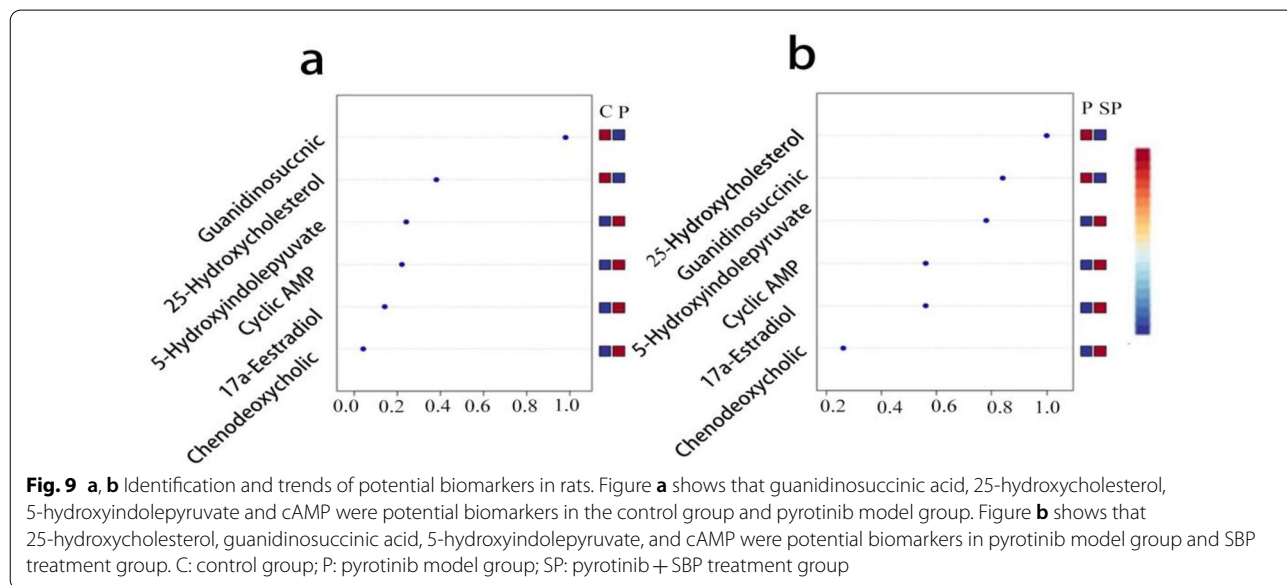 a
C P
Guanidinosuccnic
25-Hydroxycholesterol
5-Hydroxyindolepyuvate
Cyclic AMP
17a-Eestradiol
Chenodeoxycholic
0.0 0.2 0.4 0.6 0.8 1.0
b
P SP
25-Hydroxycholesterol
Guanidinosuccinic
5-Hydroxyindolepyruvate
Cyclic AMP
17a-Estradiol
Chenodeoxycholic
0.2 0.4 0.6 0.8 1.0
Fig. 9 a, b Identification and trends of potential biomarkers in rats. Figure a shows that guanidinosuccinic acid, 25-hydroxycholesterol,
5-hydroxyindolepyruvate and cAMP were potential biomarkers in the control group and pyrotinib model group. Figure b shows that
25-hydroxycholesterol, guanidinosuccinic acid, 5-hydroxyindolepyruvate, and cAMP were potential biomarkers in pyrotinib model group and SBP
treatment group. C: control group; P: pyrotinib model group; SP: pyrotinib + SBP treatment group